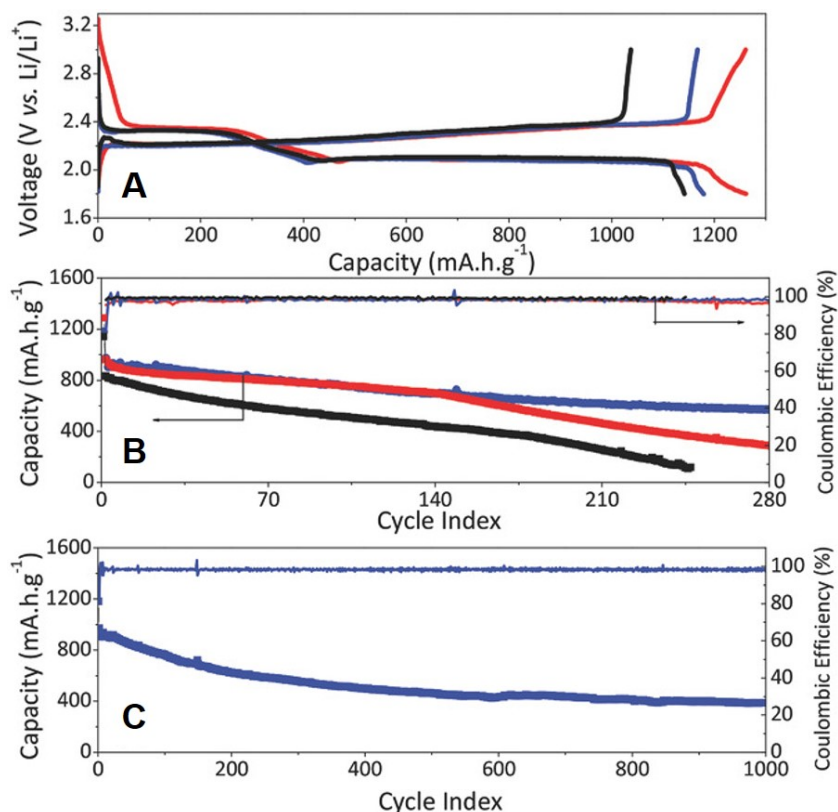 3.2
2.8
2.4
2.0
1.6
Voltage (V vs. Li/Li⁺)
A
0 200 400 600 800 1000 1200
Capacity (mA.h.g⁻¹)
1600
1200
800
400
0
Capacity (mA.h.g⁻¹)
B
100
80
60
40
20
0
Coulombic Efficiency (%)
0 70 140 210 280
Cycle Index
1600
1200
800
400
0
Capacity (mA.h.g⁻¹)
C
100
80
60
40
20
0
Coulombic Efficiency (%)
0 200 400 600 800 1000
Cycle Index